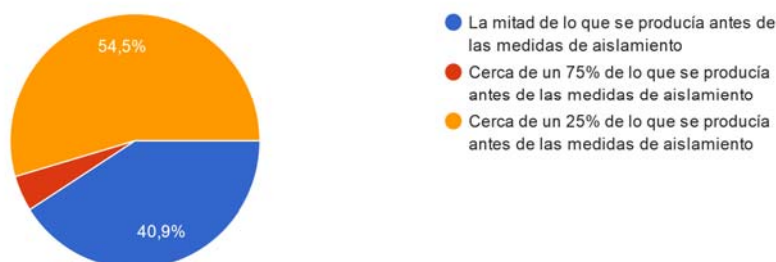 54,5%
40,9%
La mitad de lo que se producía antes de
las medidas de aislamiento
Cerca de un 75% de lo que se producía
antes de las medidas de aislamiento
Cerca de un 25% de lo que se producía
antes de las medidas de aislamiento